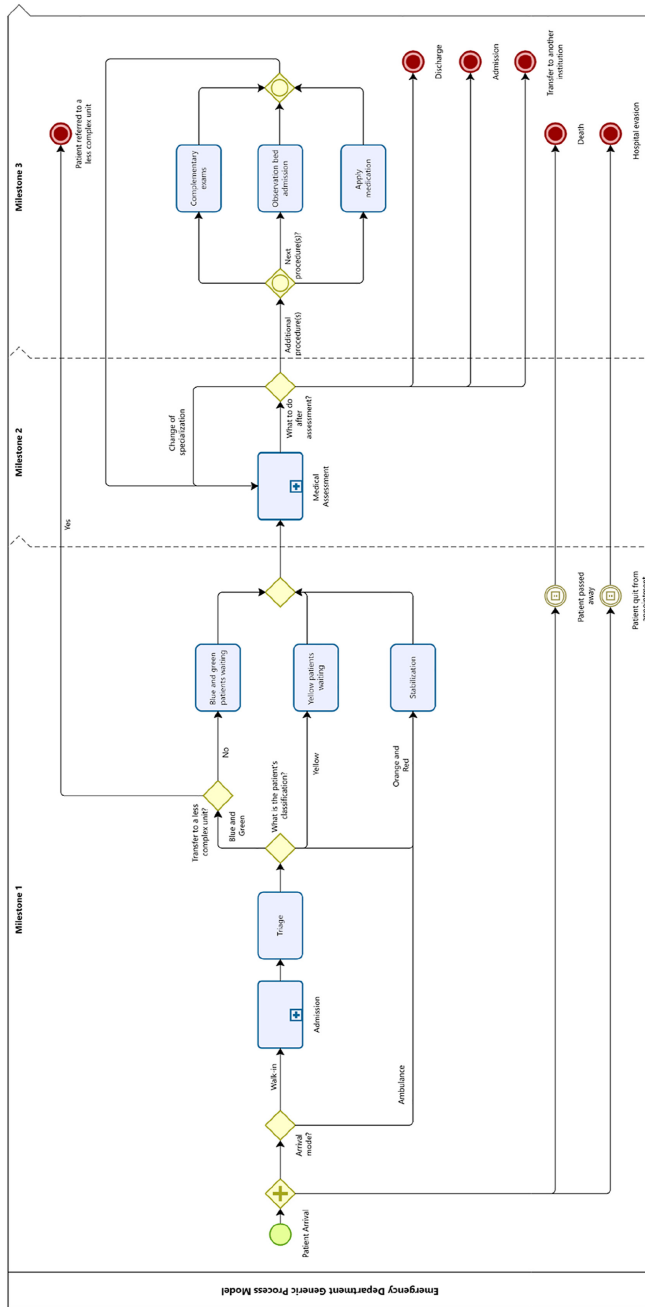 Emergency Department Generic Process Model
Milestone 1
Milestone 2
Milestone 3
Patient Arrival
Arrival
mode?
Walk-in
Ambulance
Admission
Triage
What is the patient's
classification?
Blue and
Green
Yellow
Orange and
Red
Transfer to a less
complex unit?
Yes
No
Blue and green
patients waiting
Yellow patients
waiting
Stabilization
Medical
Assessment
Change of
specialization
What to do
after
assessment?
Additional
procedure(s)
Next
procedure(s)?
Complementary
exams
Observation bed
admission
Apply
medication
Patient referred to a
less complex unit
Discharge
Admission
Transfer to another
institution
Patient passed
away
Death
Patient quit from
Hospital evasion